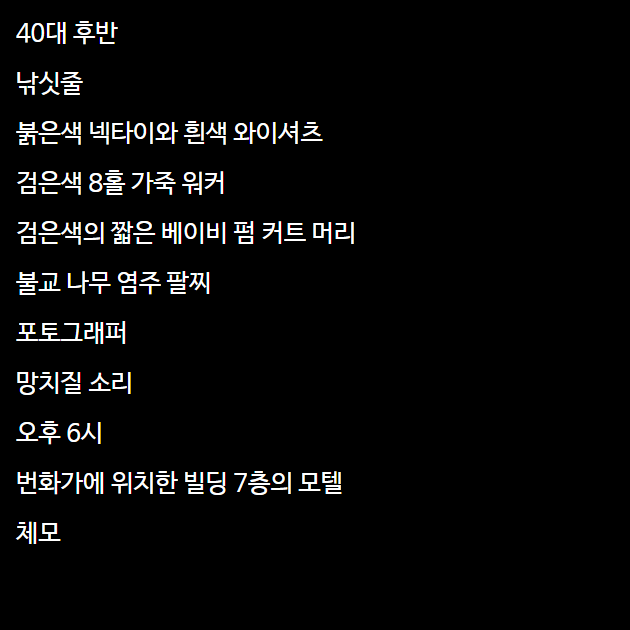 40대 후반
낚싯줄
붉은색 넥타이와 흰색 와이셔츠
검은색 8홀 가죽 워커
검은색의 짧은 베이비 펌 커트 머리
불교 나무 염주 팔찌
포토그래퍼
망치질 소리
오후 6시
번화가에 위치한 빌딩 7층의 모텔
체모